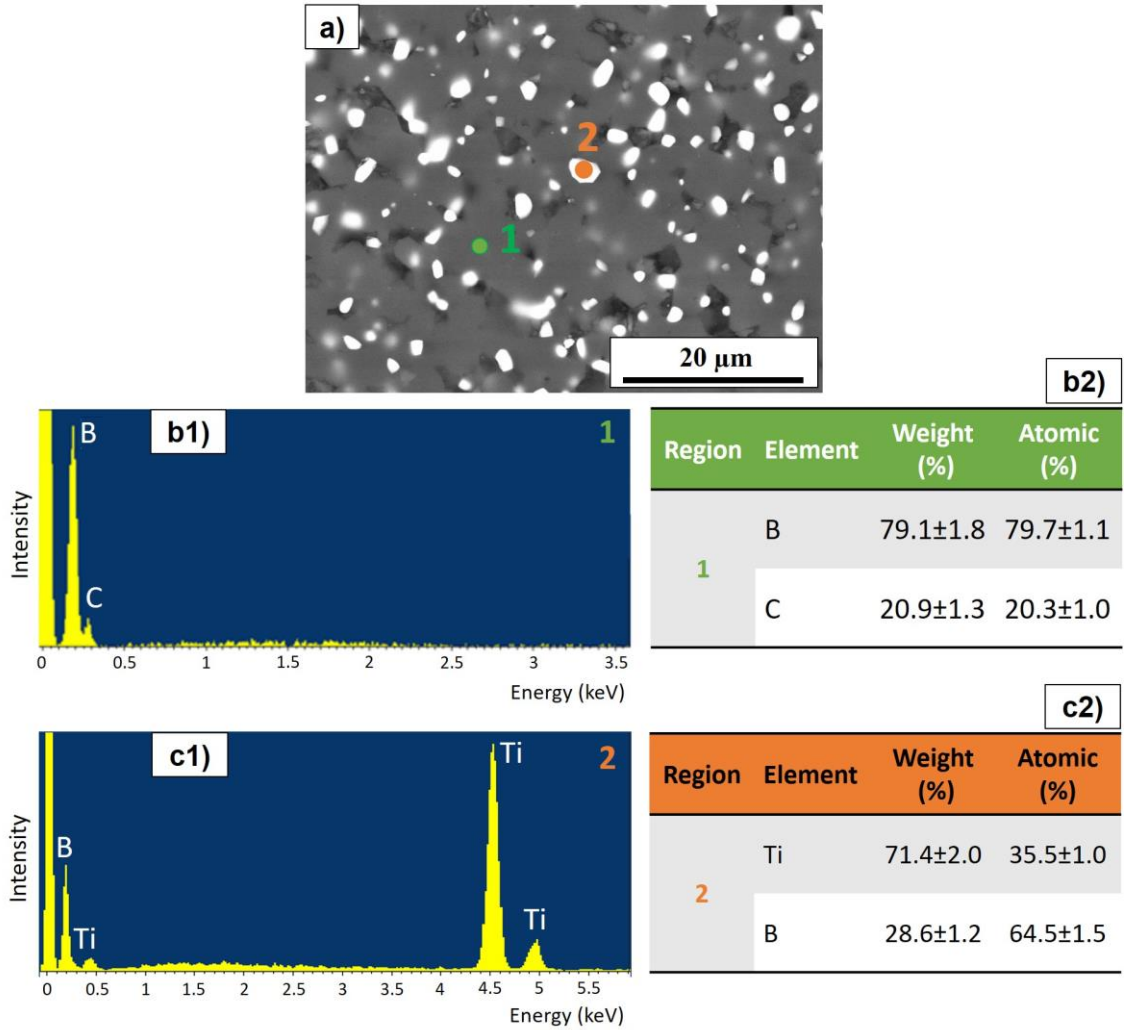 a)
2
1
20 µm
b1)
1
B
C
Intensity
0 0.5 1 1.5 2 2.5 3 3.5
Energy (keV)
b2)
Region Element Weight (%) Atomic (%)
1
B 79.1±1.8 79.7±1.1
C 20.9±1.3 20.3±1.0
c1)
2
Ti
B
Ti
Ti
Intensity
0 0.5 1 1.5 2 2.5 3 3.5 4 4.5 5 5.5
Energy (keV)
c2)
Region Element Weight (%) Atomic (%)
2
Ti 71.4±2.0 35.5±1.0
B 28.6±1.2 64.5±1.5